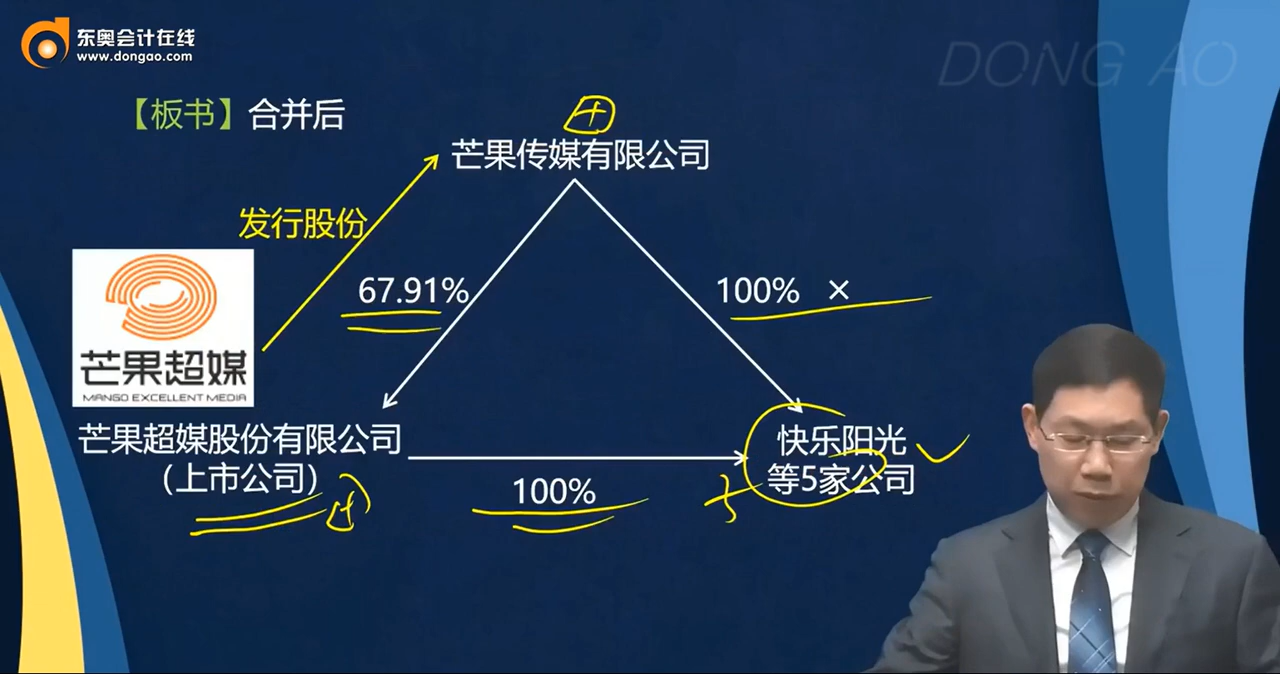 东奥会计在线
www.dongao.com
DONG AO
【板书】合并后
芒果传媒有限公司
发行股份
67.91%
100% ×
芒果超媒
MANGO EXCELLENT MEDIA
芒果超媒股份有限公司
（上市公司）
100%
快乐阳光
等5家公司